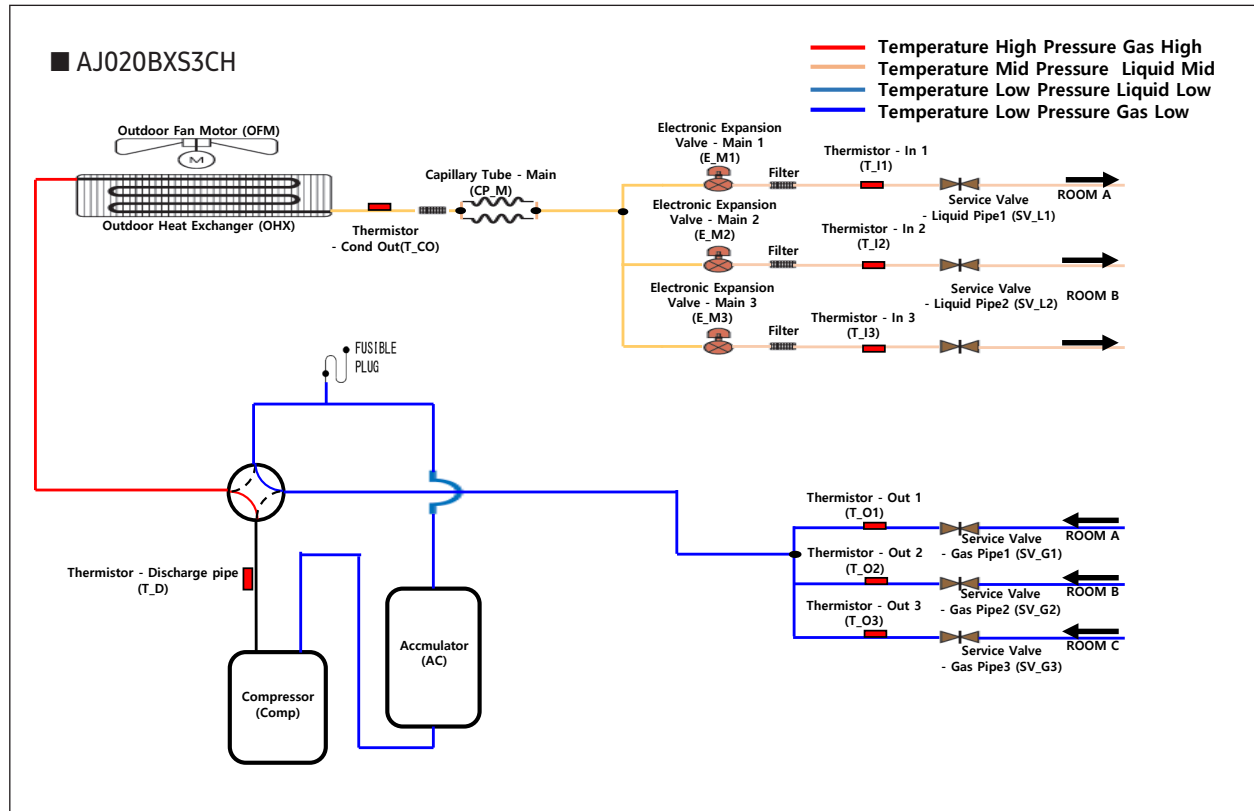 ■ AJ020BXS3CH
Temperature High Pressure Gas High
Temperature Mid Pressure Liquid Mid
Temperature Low Pressure Liquid Low
Temperature Low Pressure Gas Low
Outdoor Fan Motor (OFM)
M
Outdoor Heat Exchanger (OHX)
Thermistor
- Cond Out(T_CO)
Capillary Tube - Main
(CP_M)
Electronic Expansion
Valve - Main 1
(E_M1)
Filter
Thermistor - In 1
(T_I1)
Service Valve
- Liquid Pipe1 (SV_L1)
ROOM A
Electronic Expansion
Valve - Main 2
(E_M2)
Filter
Thermistor - In 2
(T_I2)
Service Valve
- Liquid Pipe2 (SV_L2)
ROOM B
Electronic Expansion
Valve - Main 3
(E_M3)
Filter
Thermistor - In 3
(T_I3)
FUSIBLE
PLUG
Thermistor - Discharge pipe
(T_D)
Compressor
(Comp)
Accmulator
(AC)
Thermistor - Out 1
(T_O1)
Service Valve
- Gas Pipe1 (SV_G1)
ROOM A
Thermistor - Out 2
(T_O2)
Service Valve
- Gas Pipe2 (SV_G2)
ROOM B
Thermistor - Out 3
(T_O3)
Service Valve
- Gas Pipe3 (SV_G3)
ROOM C